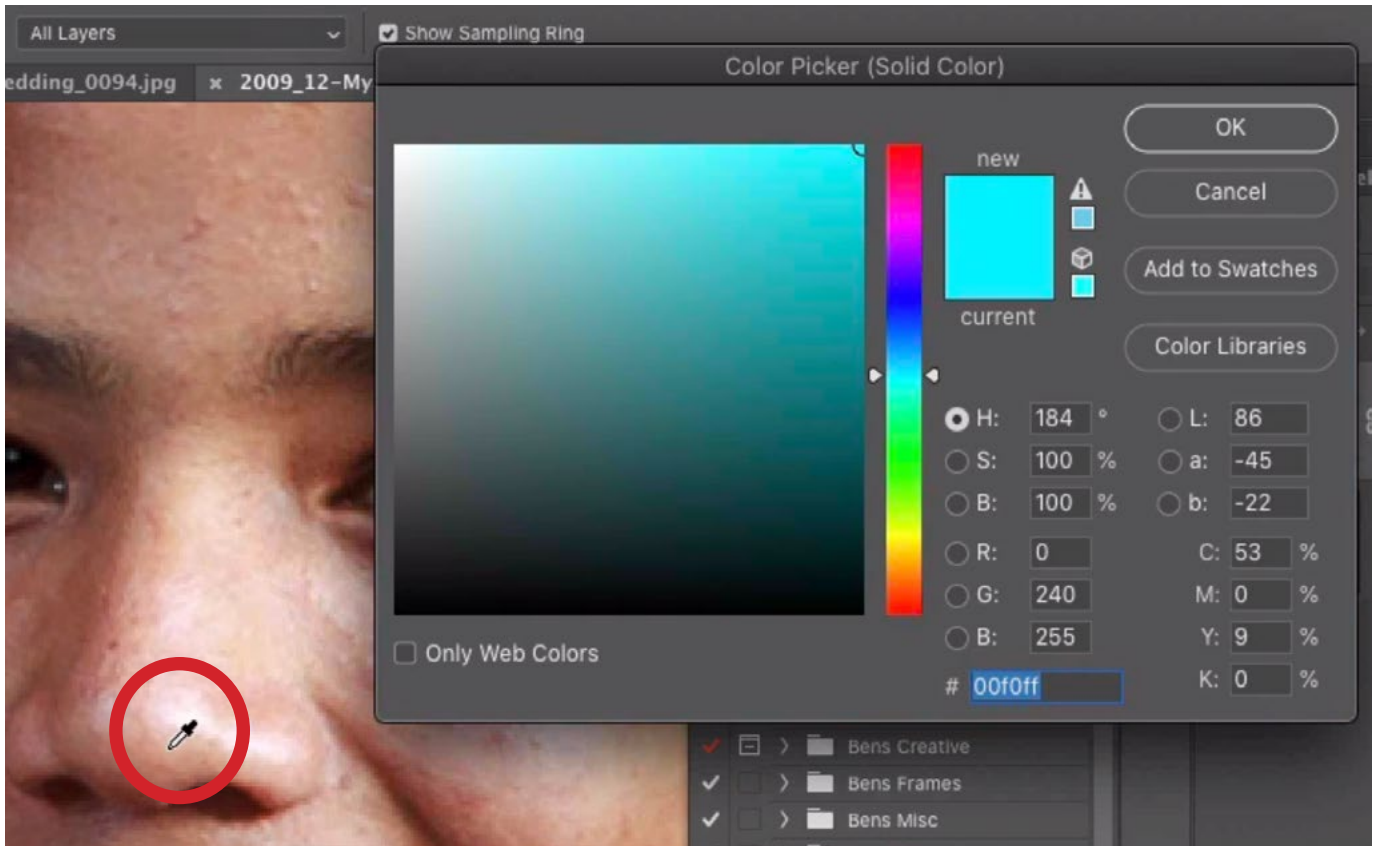 All Layers
Show Sampling Ring
edding_0094.jpg
× 2009_12-My
Color Picker (Solid Color)
new
current
OK
Cancel
Add to Swatches
Color Libraries
H: 184 °
S: 100 %
B: 100 %
R: 0
G: 240
B: 255
# 00f0ff
L: 86
a: -45
b: -22
C: 53 %
M: 0 %
Y: 9 %
K: 0 %
Only Web Colors
Bens Creative
Bens Frames
Bens Misc